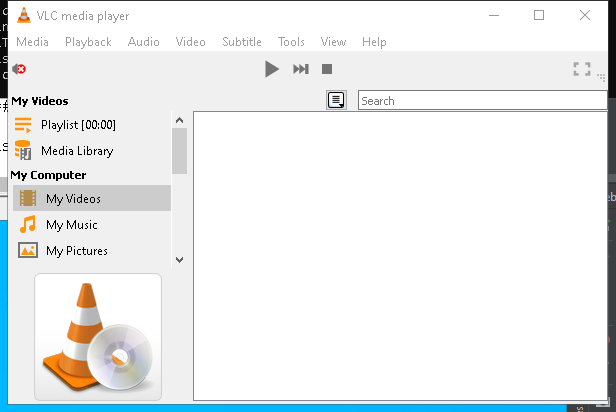 VLC media player
Media Playback Audio Video Subtitle Tools View Help
My Videos
Search
Playlist [00:00]
Media Library
My Computer
My Videos
My Music
My Pictures